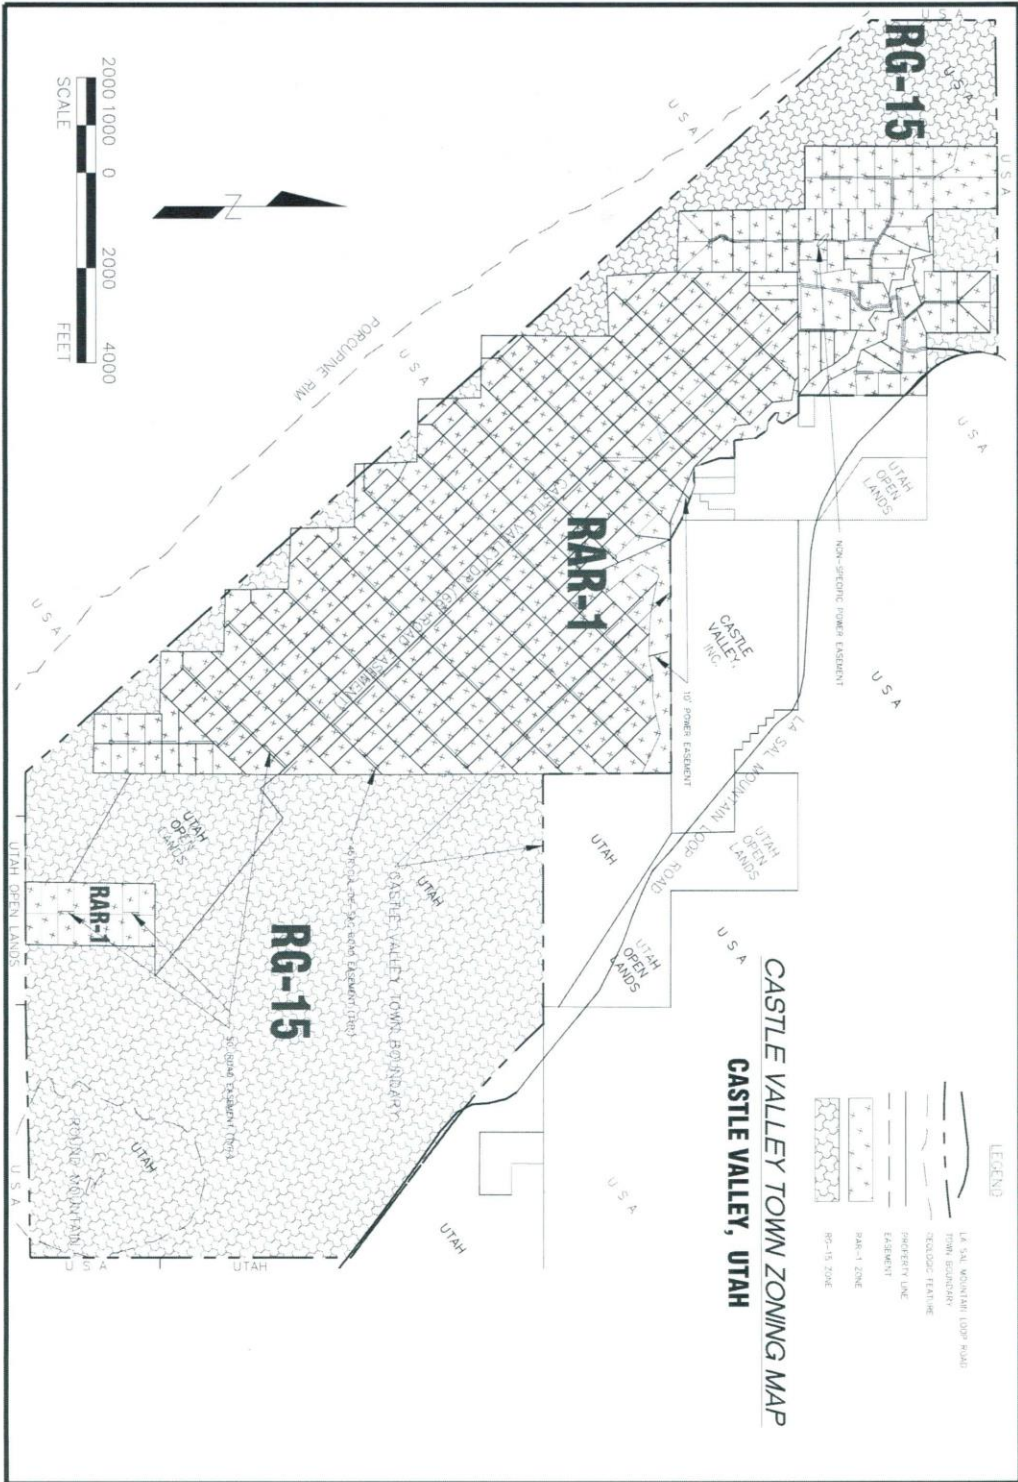 CASTLE VALLEY TOWN ZONING MAP
CASTLE VALLEY, UTAH
LEGEND
LA SAL MOUNTAIN LOOP ROAD
TOWN BOUNDARY
GEOLOGIC FEATURE
PROPERTY LINE
EASEMENT
RAR-1 ZONE
RG-15 ZONE
U S A
U S A
RG-15
U S A
U S A
U S A
PORCUPINE RIM
U S A
U S A
U S A
UTAH
OPEN
LANDS
NON-SPECIFIC POWER EASEMENT
U S A
CASTLE
VALLEY,
INC.
10' POWER EASEMENT
LA SAL MOUNTAIN LOOP ROAD
RAR-1
UTAH
OPEN
LANDS
UTAH
UTAH
OPEN
LANDS
U S A
UTAH
OPEN
LANDS
UTAH
CASTLE VALLEY TOWN BOUNDARY
RAR-1
RG-15
UTAH OPEN LANDS
ROUND MOUNTAIN
UTAH
U S A
U S A
UTAH
UTAH
U S A
2000 1000 0 2000 4000
SCALE FEET
N